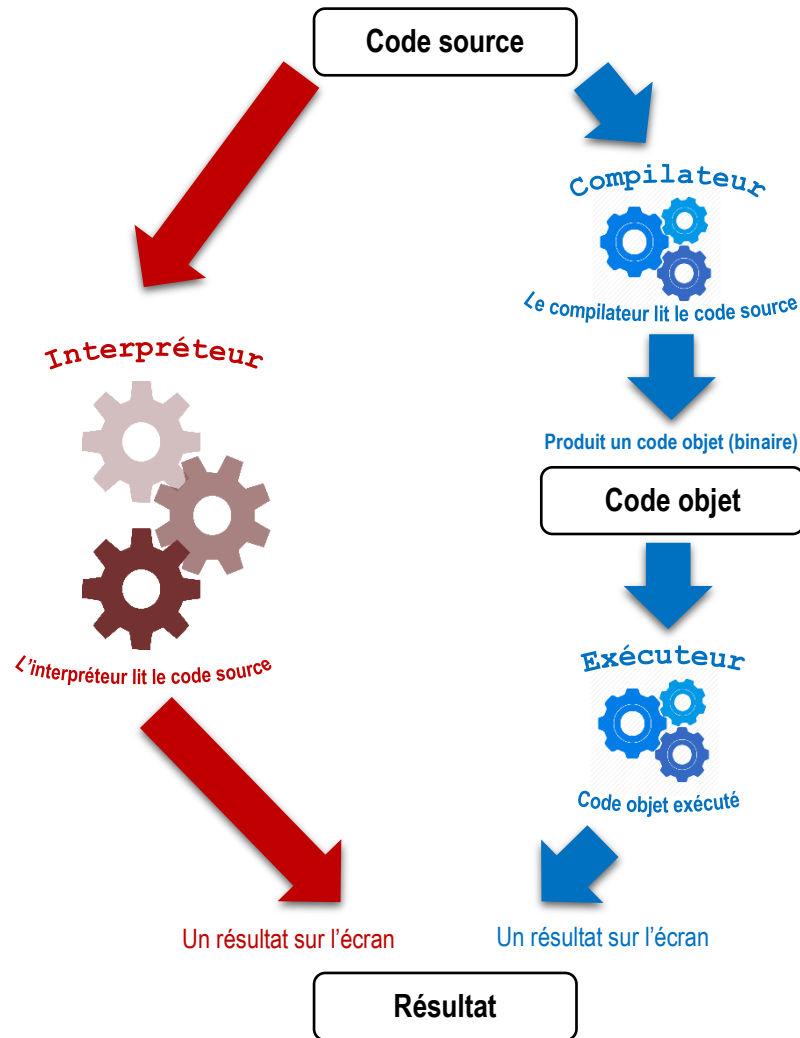 Code source
Compilateur
Le compilateur lit le code source
Interpréteur
Produit un code objet (binaire)
Code objet
Exécuteur
L'interpréteur lit le code source
Code objet exécuté
Un résultat sur l'écran
Un résultat sur l'écran
Résultat